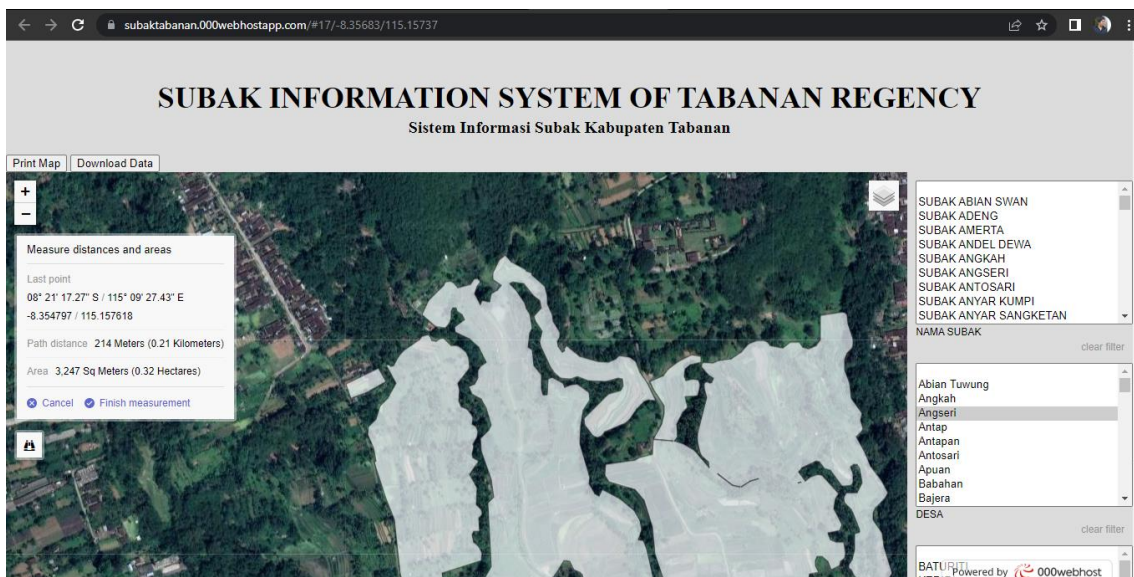 subaktabanan.000webhostapp.com/#17/-8.35683/115.15737
SUBAK INFORMATION SYSTEM OF TABANAN REGENCY
Sistem Informasi Subak Kabupaten Tabanan
Print Map Download Data
+
−
Measure distances and areas
Last point
08° 21' 17.27" S / 115° 09' 27.43" E
-8.354797 / 115.157618
Path distance 214 Meters (0.21 Kilometers)
Area 3,247 Sq Meters (0.32 Hectares)
Cancel Finish measurement
SUBAK ABIAN SWAN
SUBAK ADENG
SUBAK AMERTA
SUBAK ANDEL DEWA
SUBAK ANGKAH
SUBAK ANGSERI
SUBAK ANTOSARI
SUBAK ANYAR KUMPI
SUBAK ANYAR SANGKETAN
NAMA SUBAK
clear filter
Abian Tuwung
Angkah
Angseri
Antap
Antapan
Antosari
Apuan
Babahan
Bajera
DESA
clear filter
BATURITI
Powered by 000webhost